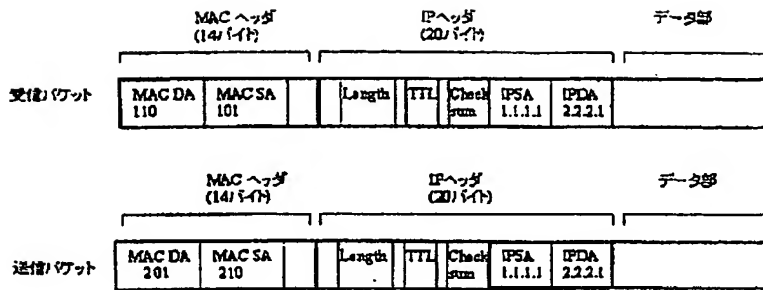 MAC ヘッダ IPヘッダ データ部
(14バイト) (20バイト)
受信パケット MAC DA MAC SA Length TTL Check IPSA IPDA
110 101 sum 1.1.1.1 2.2.2.1
MAC ヘッダ IPヘッダ データ部
(14バイト) (20バイト)
送信パケット MAC DA MAC SA Length TTL Check IPSA IPDA
201 210 sum 1.1.1.1 2.2.2.1